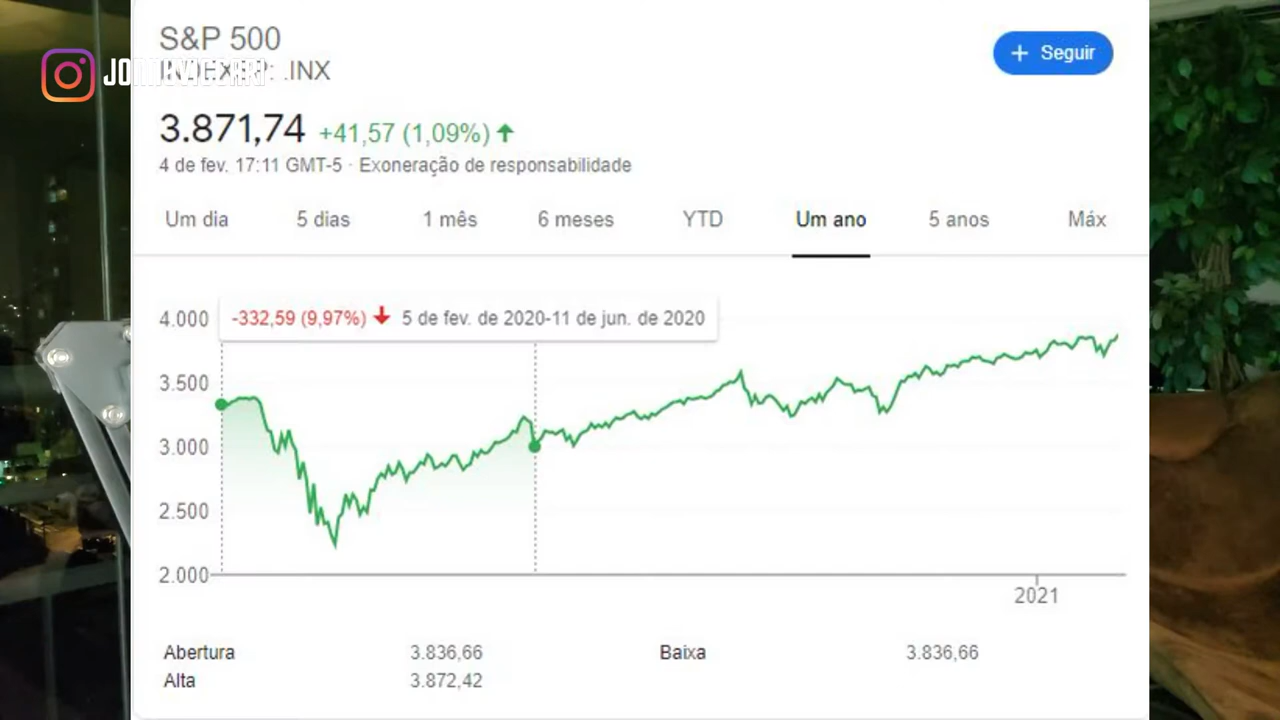 S&P 500
.INX
+ Seguir
3.871,74 +41,57 (1,09%)
4 de fev. 17:11 GMT-5 · Exoneração de responsabilidade
Um dia 5 dias 1 mês 6 meses YTD Um ano 5 anos Máx
-332,59 (9,97%) 5 de fev. de 2020-11 de jun. de 2020
4.000
3.500
3.000
2.500
2.000
2021
Abertura 3.836,66 Baixa 3.836,66
Alta 3.872,42